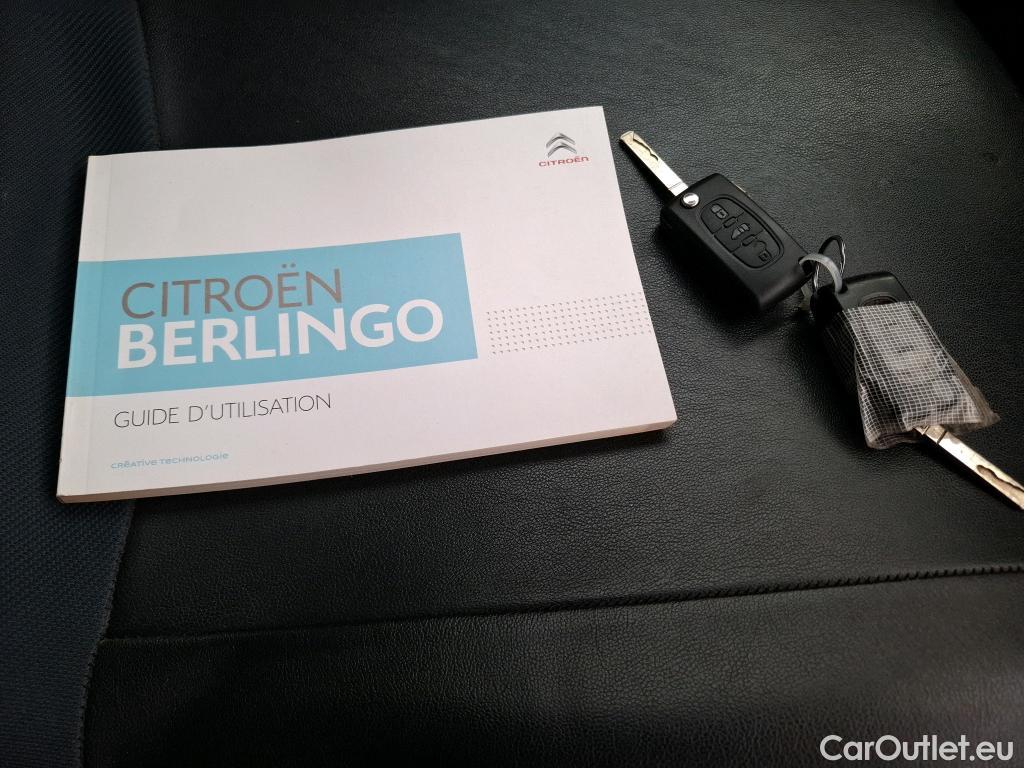 CITROËN
CITROËN
BERLINGO
GUIDE D'UTILISATION
CRÉATIVE TECHNOLOGIE
CarOutlet.eu